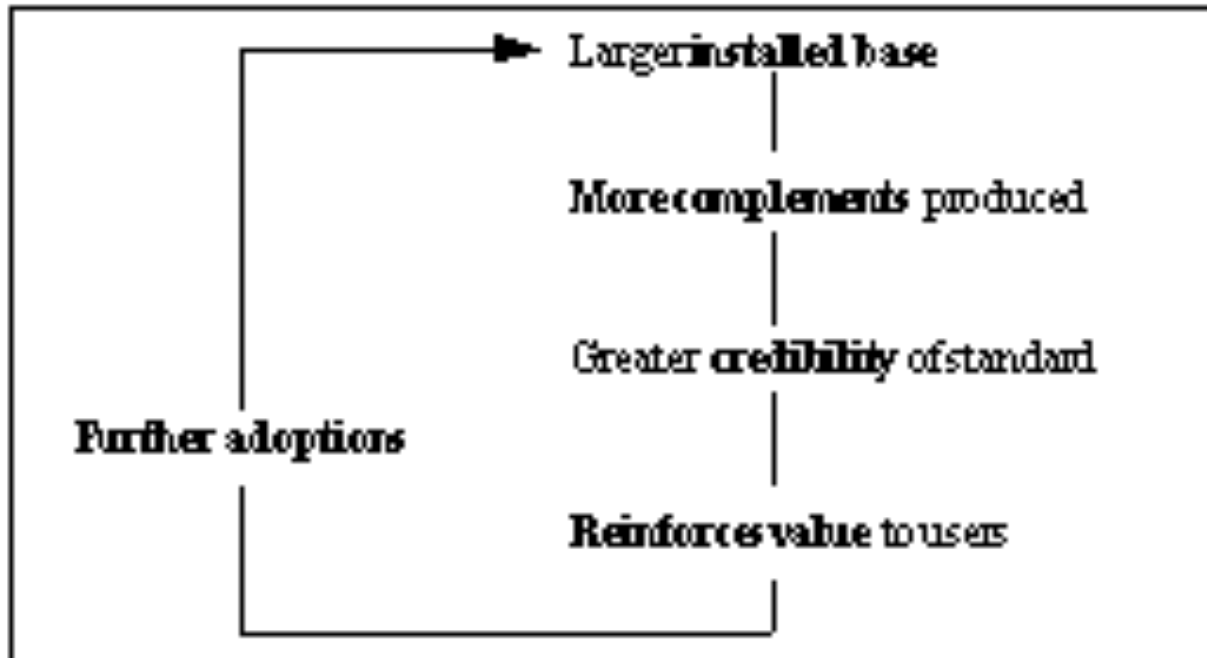 Larger installed base
More complements produced
Greater credibility of standard
Further adoptions
Reinforces value to users